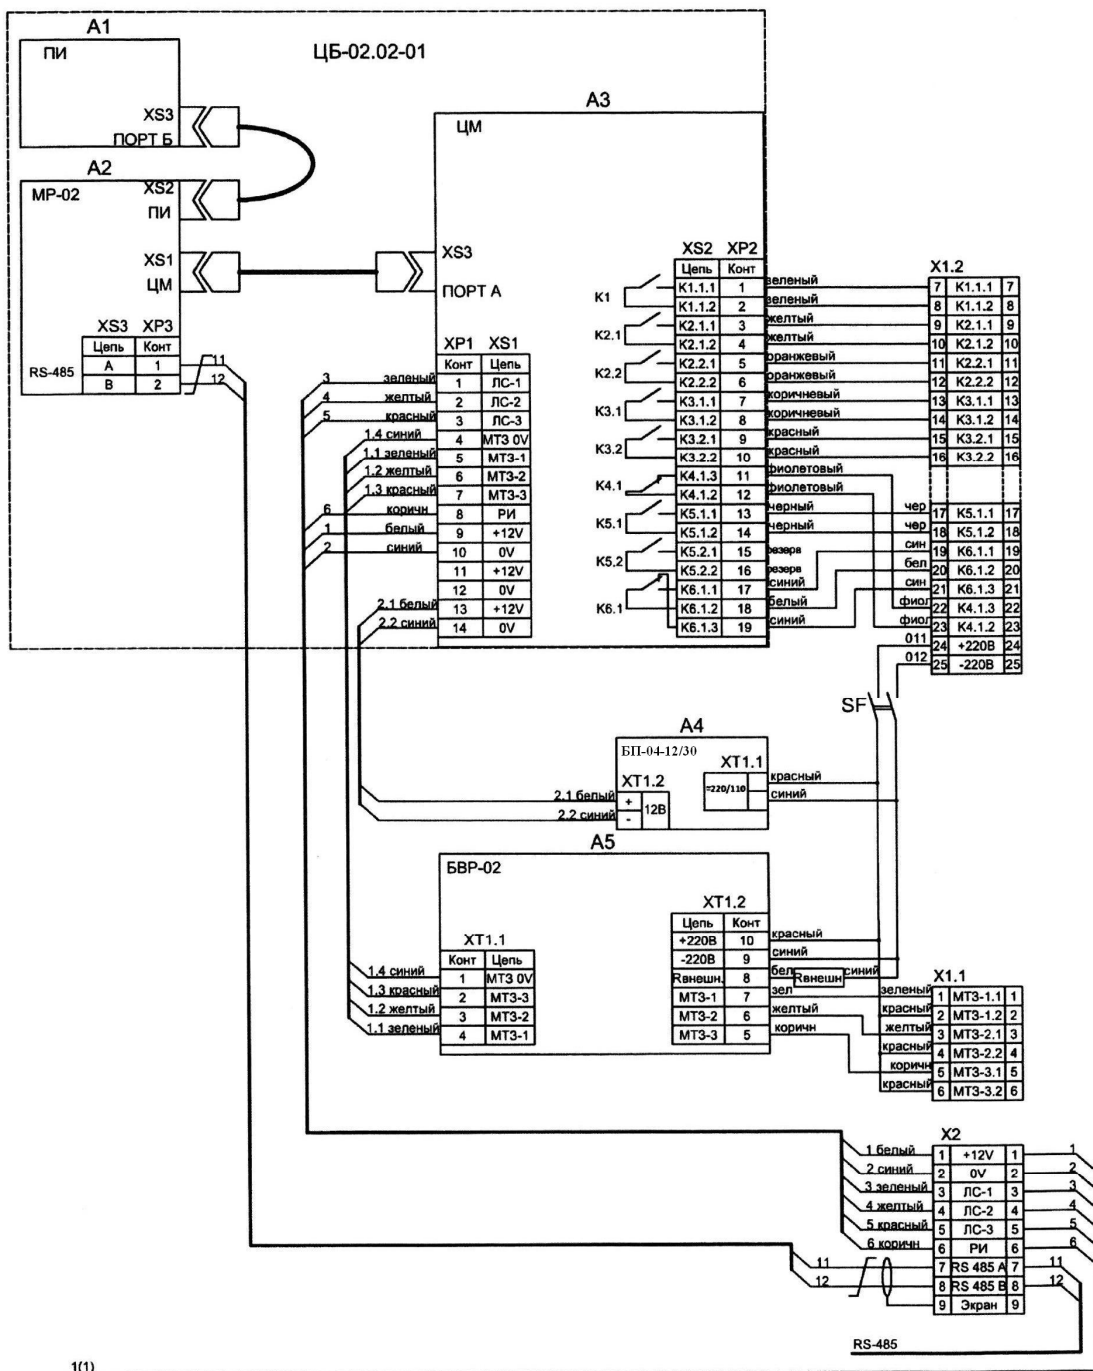 ЦБ-02.02-01
А1
ПИ
XS3
ПОРТ Б
А2
МР-02
XS2
ПИ
XS1
ЦМ
XS3 XP3
Цепь Конт
A 1
B 2
RS-485
11
12
А3
ЦМ
XS3
ПОРТ А
XP1 XS1
Конт Цепь
3 зеленый 1 ЛС-1
4 желтый 2 ЛС-2
5 красный 3 ЛС-3
1.4 синий 4 МТЗ 0V
1.1 зеленый 5 МТЗ-1
1.2 желтый 6 МТЗ-2
1.3 красный 7 МТЗ-3
6 коричн 8 РИ
1 белый 9 +12V
2 синий 10 0V
11 +12V
12 0V
2.1 белый 13 +12V
2.2 синий 14 0V
XS2 XP2
Цепь Конт
К1
К1.1.1 1 зеленый
К1.1.2 2 зеленый
К2.1
К2.1.1 3 желтый
К2.1.2 4 желтый
К2.2
К2.2.1 5 оранжевый
К2.2.2 6 оранжевый
К3.1
К3.1.1 7 коричневый
К3.1.2 8 коричневый
К3.2
К3.2.1 9 красный
К3.2.2 10 красный
К4.1
К4.1.3 11 фиолетовый
К4.1.2 12 фиолетовый
К5.1
К5.1.1 13 черный
К5.1.2 14 черный
К5.2
К5.2.1 15 резерв
К5.2.2 16 резерв
К6.1
К6.1.1 17 синий
К6.1.2 18 белый
К6.1.3 19 синий
X1.2
7 К1.1.1 7
8 К1.1.2 8
9 К2.1.1 9
10 К2.1.2 10
11 К2.2.1 11
12 К2.2.2 12
13 К3.1.1 13
14 К3.1.2 14
15 К3.2.1 15
16 К3.2.2 16
чер 17 К5.1.1 17
чер 18 К5.1.2 18
син 19 К6.1.1 19
бел 20 К6.1.2 20
син 21 К6.1.3 21
фиол 22 К4.1.3 22
фиол 23 К4.1.2 23
011 24 +220В 24
012 25 -220В 25
SF
А4
БП-04-12/30
XT1.2
2.1 белый +
2.2 синий -
12В
XT1.1
=220/110
красный
синий
А5
БВР-02
XT1.1
Конт Цепь
1.4 синий 1 МТЗ 0V
1.3 красный 2 МТЗ-3
1.2 желтый 3 МТЗ-2
1.1 зеленый 4 МТЗ-1
XT1.2
Цепь Конт
+220В 10 красный
-220В 9 синий
Rвнешн. 8 бел Rвнешн синий
МТЗ-1 7 зел
МТЗ-2 6 желтый
МТЗ-3 5 коричн
X1.1
зеленый 1 МТЗ-1.1 1
красный 2 МТЗ-1.2 2
желтый 3 МТЗ-2.1 3
красный 4 МТЗ-2.2 4
коричн 5 МТЗ-3.1 5
красный 6 МТЗ-3.2 6
X2
1 белый 1 +12V 1 1
2 синий 2 0V 2 2
3 зеленый 3 ЛС-1 3 3
4 желтый 4 ЛС-2 4 4
5 красный 5 ЛС-3 5 5
6 коричн 6 РИ 6 6
11 7 RS 485 A 7 11
12 8 RS 485 B 8 12
9 Экран 9
RS-485
1(1)